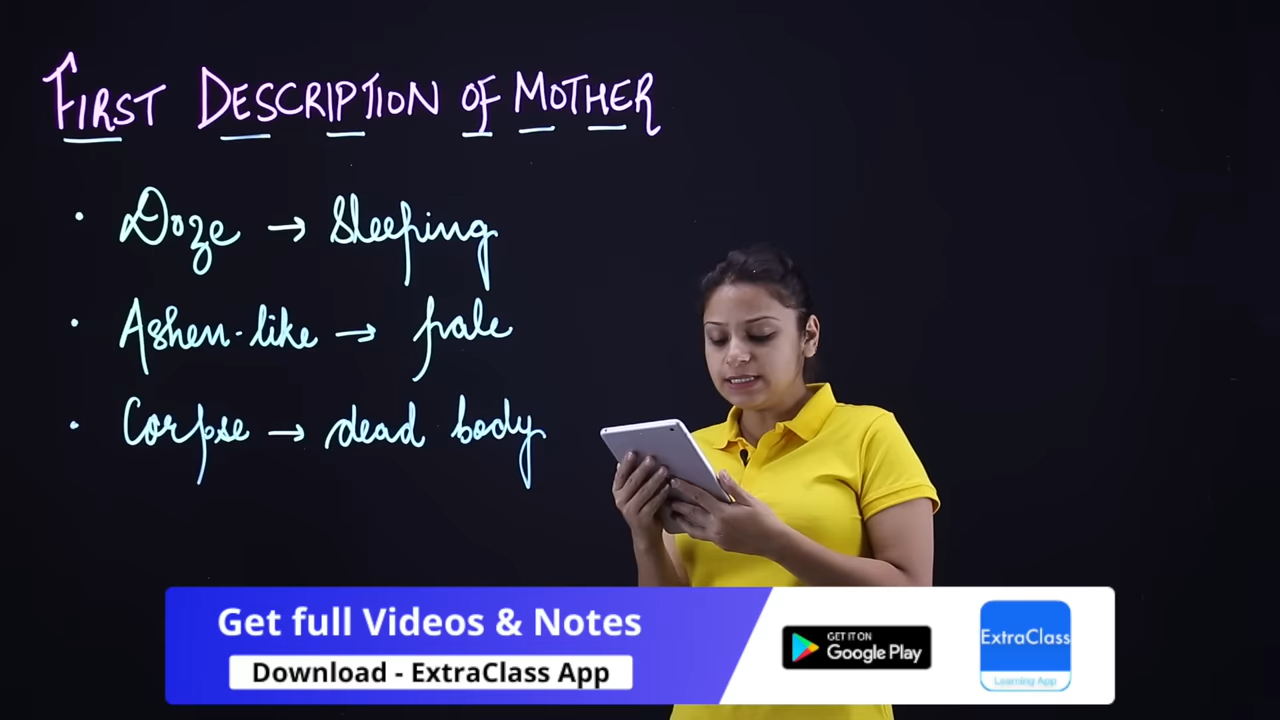 FIRST DESCRIPTION OF MOTHER
· Doze → Sleeping
· Ashen-like → pale
· Corpse → dead body
Get full Videos & Notes
Download - ExtraClass App
GET IT ON
Google Play
ExtraClass
Learning App